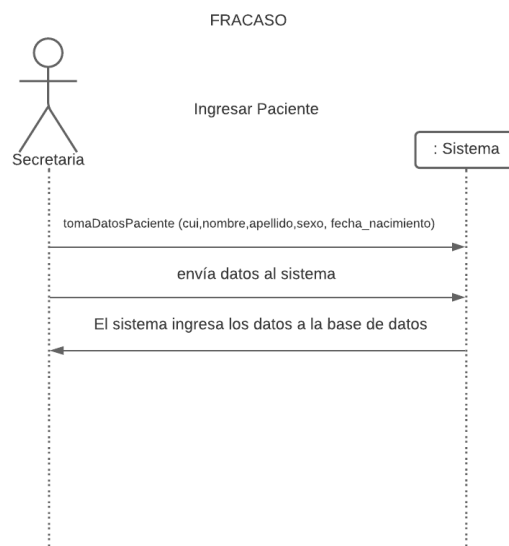 FRACASO
Ingresar Paciente
Secretaria
: Sistema
tomaDatosPaciente (cui,nombre,apellido,sexo, fecha_nacimiento)
envía datos al sistema
El sistema ingresa los datos a la base de datos